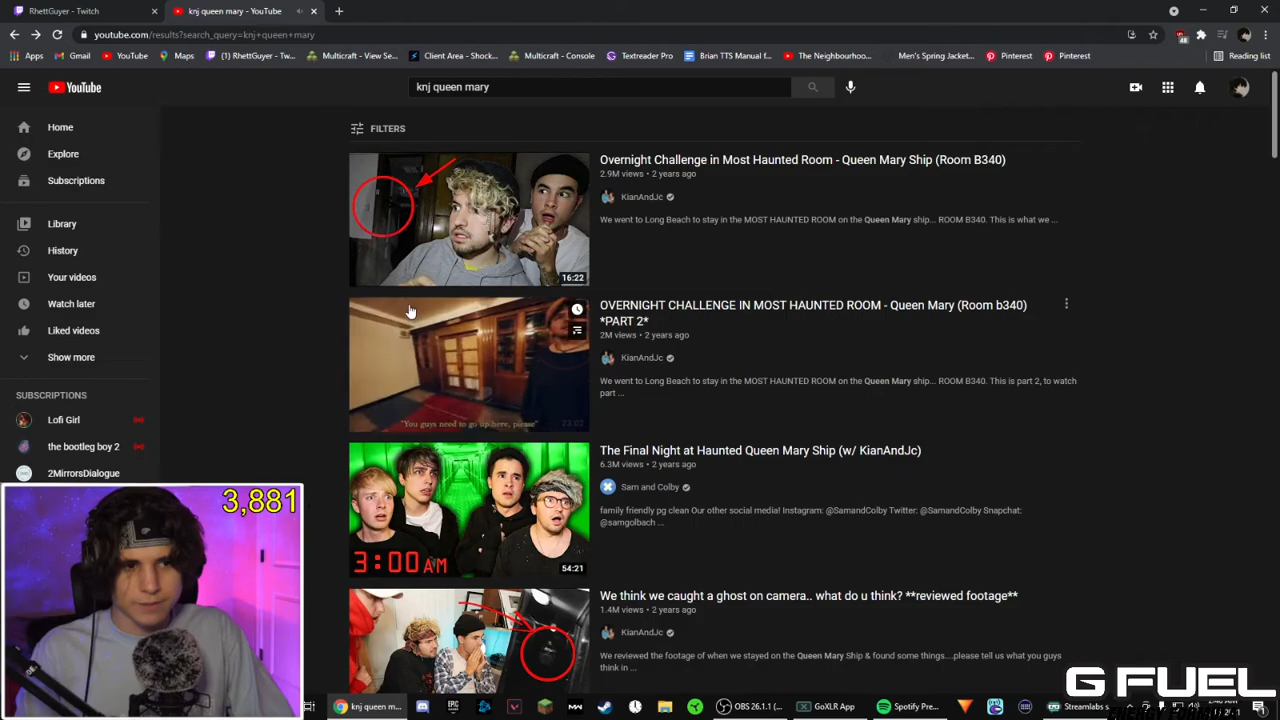 RhettGuyer - Twitch
knj queen mary - YouTube
youtube.com/results?search_query=knj+queen+mary
Apps
Gmail
YouTube
Maps
RhettGuyer - Tw...
Multicraft - View Se...
Client Area - Shock...
Multicraft - Console
Textreader Pro
Brian TTS Manual f...
The Neighbourhoo...
Men's Spring Jacket...
Pinterest
Pinterest
Reading list
YouTube
knj queen mary
FILTERS
Home
Explore
Subscriptions
Library
History
Your videos
Watch later
Liked videos
Show more
SUBSCRIPTIONS
Lofi Girl
the bootleg boy 2
2MirrorsDialogue
3,881
16:22
Overnight Challenge in Most Haunted Room - Queen Mary Ship (Room B340)
2.9M views • 2 years ago
KianAndJc
We went to Long Beach to stay in the MOST HAUNTED ROOM on the Queen Mary ship... ROOM B340. This is what we ...
"You guys need to go up here, please"
23:02
OVERNIGHT CHALLENGE IN MOST HAUNTED ROOM - Queen Mary (Room b340)
*PART 2*
2M views • 2 years ago
KianAndJc
We went to Long Beach to stay in the MOST HAUNTED ROOM on the Queen Mary ship... ROOM B340. This is part 2, to watch
part ...
3:00 AM
54:21
The Final Night at Haunted Queen Mary Ship (w/ KianAndJc)
6.3M views • 2 years ago
Sam and Colby
family friendly pg clean Our other social media! Instagram: @SamandColby Twitter: @SamandColby Snapchat:
@samgolbach ...
We think we caught a ghost on camera.. what do u think? **reviewed footage**
1.4M views • 2 years ago
KianAndJc
We reviewed the footage of when we stayed on the Queen Mary Ship & found some things....please tell us what you guys
think in ...
G FUEL
knj queen m...
EPIC
OBS 26.1.1 (...
GoXLR App
Spotify Pre...
Streamlabs